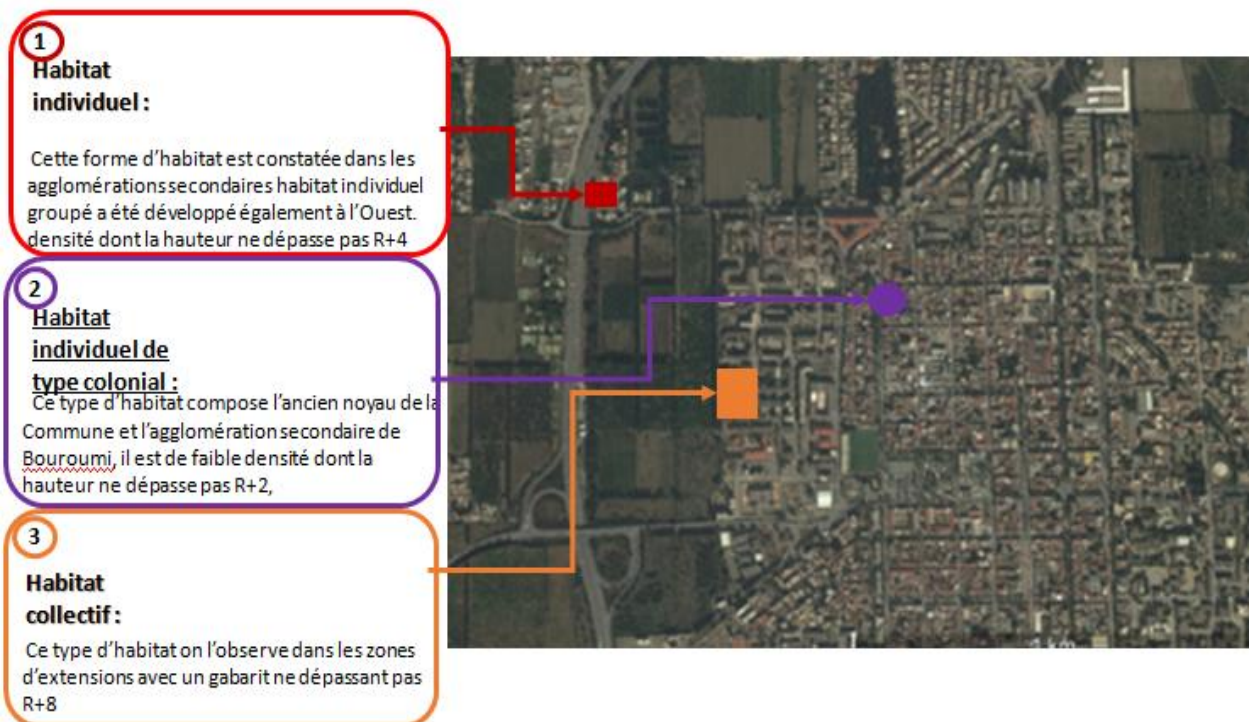 1
Habitat
individuel :
Cette forme d'habitat est constatée dans les
agglomérations secondaires habitat individuel
groupé a été développé également à l'Ouest.
densité dont la hauteur ne dépasse pas R+4
2
Habitat
individuel de
type colonial :
Ce type d'habitat compose l'ancien noyau de la
Commune et l'agglomération secondaire de
Bouroumi, il est de faible densité dont la
hauteur ne dépasse pas R+2,
3
Habitat
collectif :
Ce type d'habitat on l'observe dans les zones
d'extensions avec un gabarit ne dépassant pas
R+8